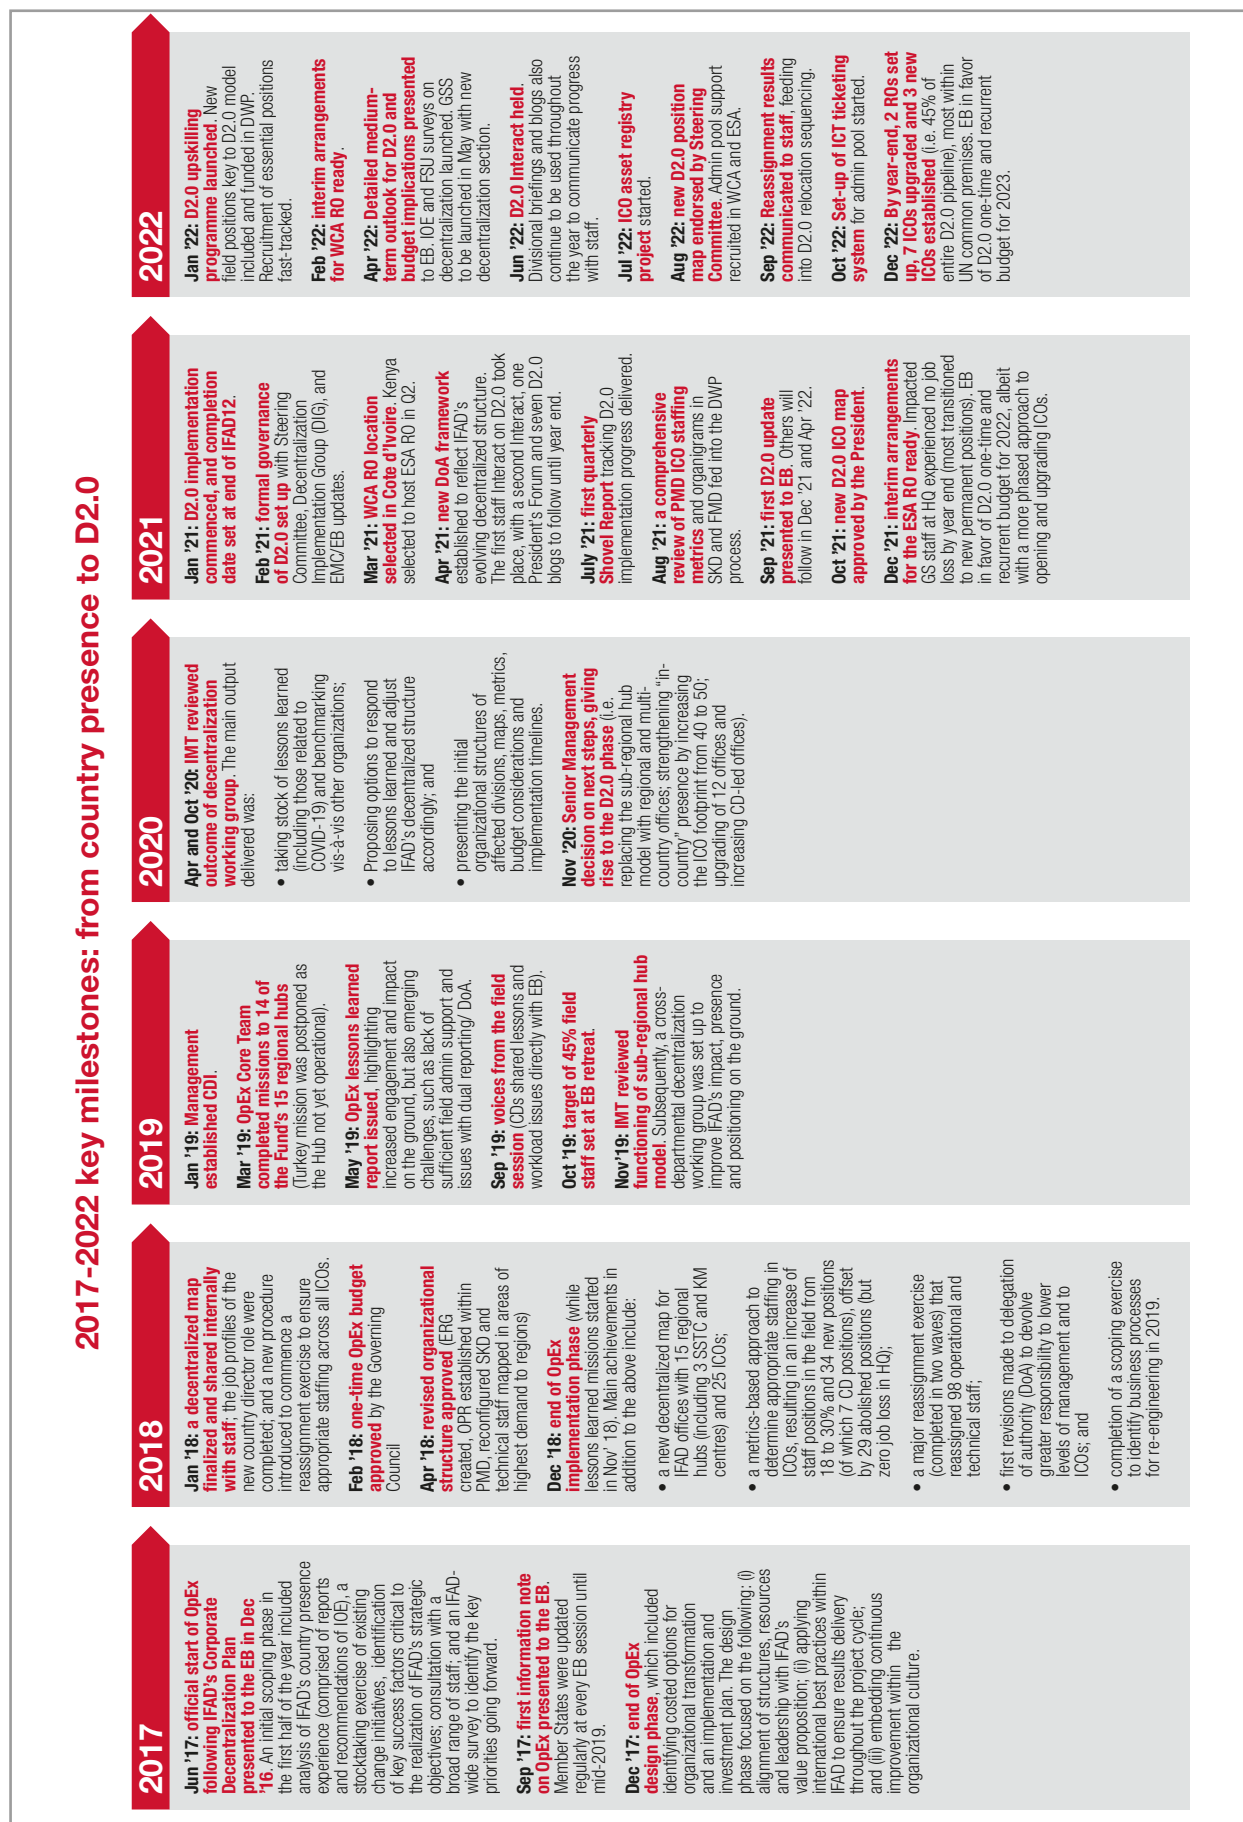 2017-2022 key milestones: from country presence to D2.0
2017
Jun ’17: official start of OpEx
following IFAD’s Corporate
Decentralization Plan
presented to the EB in Dec
’16. An initial scoping phase in
the first half of the year included
analysis of IFAD’s country presence
experience (comprised of reports
and recommendations of IOE), a
stocktaking exercise of existing
change initiatives, identification
of key success factors critical to
the realization of IFAD’s strategic
objectives; consultation with a
broad range of staff; and an IFAD-
wide survey to identify the key
priorities going forward.
Sep ’17: first information note
on OpEx presented to the EB.
Member States were updated
regularly at every EB session until
mid-2019.
Dec ’17: end of OpEx
design phase, which included
identifying costed options for
organizational transformation
and an implementation and
investment plan. The design
phase focused on the following: (i)
alignment of structures, resources
and leadership with IFAD’s
value proposition; (ii) applying
international best practices within
IFAD to ensure results delivery
throughout the project cycle;
and (iii) embedding continuous
improvement within the
organizational culture.
2018
Jan ’18: a decentralized map
finalized and shared internally
with staff; the job profiles of the
new country director role were
completed; and a new procedure
introduced to commence a
reassignment exercise to ensure
appropriate staffing across all ICOs.
Feb ’18: one-time OpEx budget
approved by the Governing
Council
Apr ’18: revised organizational
structure approved (ERG
created, OPR established within
PMD, reconfigured SKD and
technical staff mapped in areas of
highest demand to regions)
Dec ’18: end of OpEx
implementation phase (while
lessons learned missions started
in Nov’ 18). Main achievements in
addition to the above include:
• a new decentralized map for
IFAD offices with 15 regional
hubs (including 3 SSTC and KM
centres) and 25 ICOs;
• a metrics-based approach to
determine appropriate staffing in
ICOs, resulting in an increase of
staff positions in the field from
18 to 30% and 34 new positions
(of which 7 CD positions), offset
by 29 abolished positions (but
zero job loss in HQ);
• a major reassignment exercise
(completed in two waves) that
reassigned 98 operational and
technical staff;
• first revisions made to delegation
of authority (DoA) to devolve
greater responsibility to lower
levels of management and to
ICOs; and
• completion of a scoping exercise
to identify business processes
for re-engineering in 2019.
2019
Jan ’19: Management
established CDI.
Mar ’19: OpEx Core Team
completed missions to 14 of
the Fund’s 15 regional hubs
(Turkey mission was postponed as
the Hub not yet operational).
May ’19: OpEx lessons learned
report issued, highlighting
increased engagement and impact
on the ground, but also emerging
challenges, such as lack of
sufficient field admin support and
issues with dual reporting/ DoA.
Sep ’19: voices from the field
session (CDs shared lessons and
workload issues directly with EB).
Oct ’19: target of 45% field
staff set at EB retreat.
Nov’19: IMT reviewed
functioning of sub-regional hub
model. Subsequently, a cross-
departmental decentralization
working group was set up to
improve IFAD’s impact, presence
and positioning on the ground.
2020
Apr and Oct ’20: IMT reviewed
outcome of decentralization
working group. The main output
delivered was:
• taking stock of lessons learned
(including those related to
COVID-19) and benchmarking
vis-à-vis other organizations;
• Proposing options to respond
to lessons learned and adjust
IFAD’s decentralized structure
accordingly; and
• presenting the initial
organizational structures of
affected divisions, maps, metrics,
budget considerations and
implementation timelines.
Nov ’20: Senior Management
decision on next steps, giving
rise to the D2.0 phase (i.e.
replacing the sub-regional hub
model with regional and multi-
country offices; strengthening “in-
country” presence by increasing
the ICO footprint from 40 to 50;
upgrading of 12 offices and
increasing CD-led offices).
2021
Jan ’21: D2.0 implementation
commenced, and completion
date set at end of IFAD12.
Feb ’21: formal governance
of D2.0 set up with Steering
Committee, Decentralization
Implementation Group (DIG), and
EMC/EB updates.
Mar ’21: WCA RO location
selected in Cote d’Ivoire. Kenya
selected to host ESA RO in Q2.
Apr ’21: new DoA framework
established to reflect IFAD’s
evolving decentralized structure.
The first staff Interact on D2.0 took
place, with a second Interact, one
President’s Forum and seven D2.0
blogs to follow until year end.
July ’21: first quarterly
Shovel Report tracking D2.0
implementation progress delivered.
Aug ’21: a comprehensive
review of PMD ICO staffing
metrics and organigrams in
SKD and FMD fed into the DWP
process.
Sep ’21: first D2.0 update
presented to EB. Others will
follow in Dec ’21 and Apr ’22.
Oct ’21: new D2.0 ICO map
approved by the President.
Dec ’21: interim arrangements
for the ESA RO ready. Impacted
GS staff at HQ experienced no job
loss by year end (most transitioned
to new permanent positions). EB
in favor of D2.0 one-time and
recurrent budget for 2022, albeit
with a more phased approach to
opening and upgrading ICOs.
2022
Jan ’22: D2.0 upskilling
programme launched. New
field positions key to D2.0 model
included and funded in DWP.
Recruitment of essential positions
fast-tracked.
Feb ’22: interim arrangements
for WCA RO ready.
Apr ’22: Detailed medium-
term outlook for D2.0 and
budget implications presented
to EB. IOE and FSU surveys on
decentralization launched. GSS
to be launched in May with new
decentralization section.
Jun ’22: D2.0 Interact held.
Divisional briefings and blogs also
continue to be used throughout
the year to communicate progress
with staff.
Jul ’22: ICO asset registry
project started.
Aug ’22: new D2.0 position
map endorsed by Steering
Committee. Admin pool support
recruited in WCA and ESA.
Sep ’22: Reassignment results
communicated to staff, feeding
into D2.0 relocation sequencing.
Oct ’22: Set-up of ICT ticketing
system for admin pool started.
Dec ’22: By year-end, 2 ROs set
up, 7 ICOs upgraded and 3 new
ICOs established (i.e. 45% of
entire D2.0 pipeline), most within
UN common premises. EB in favor
of D2.0 one-time and recurrent
budget for 2023.